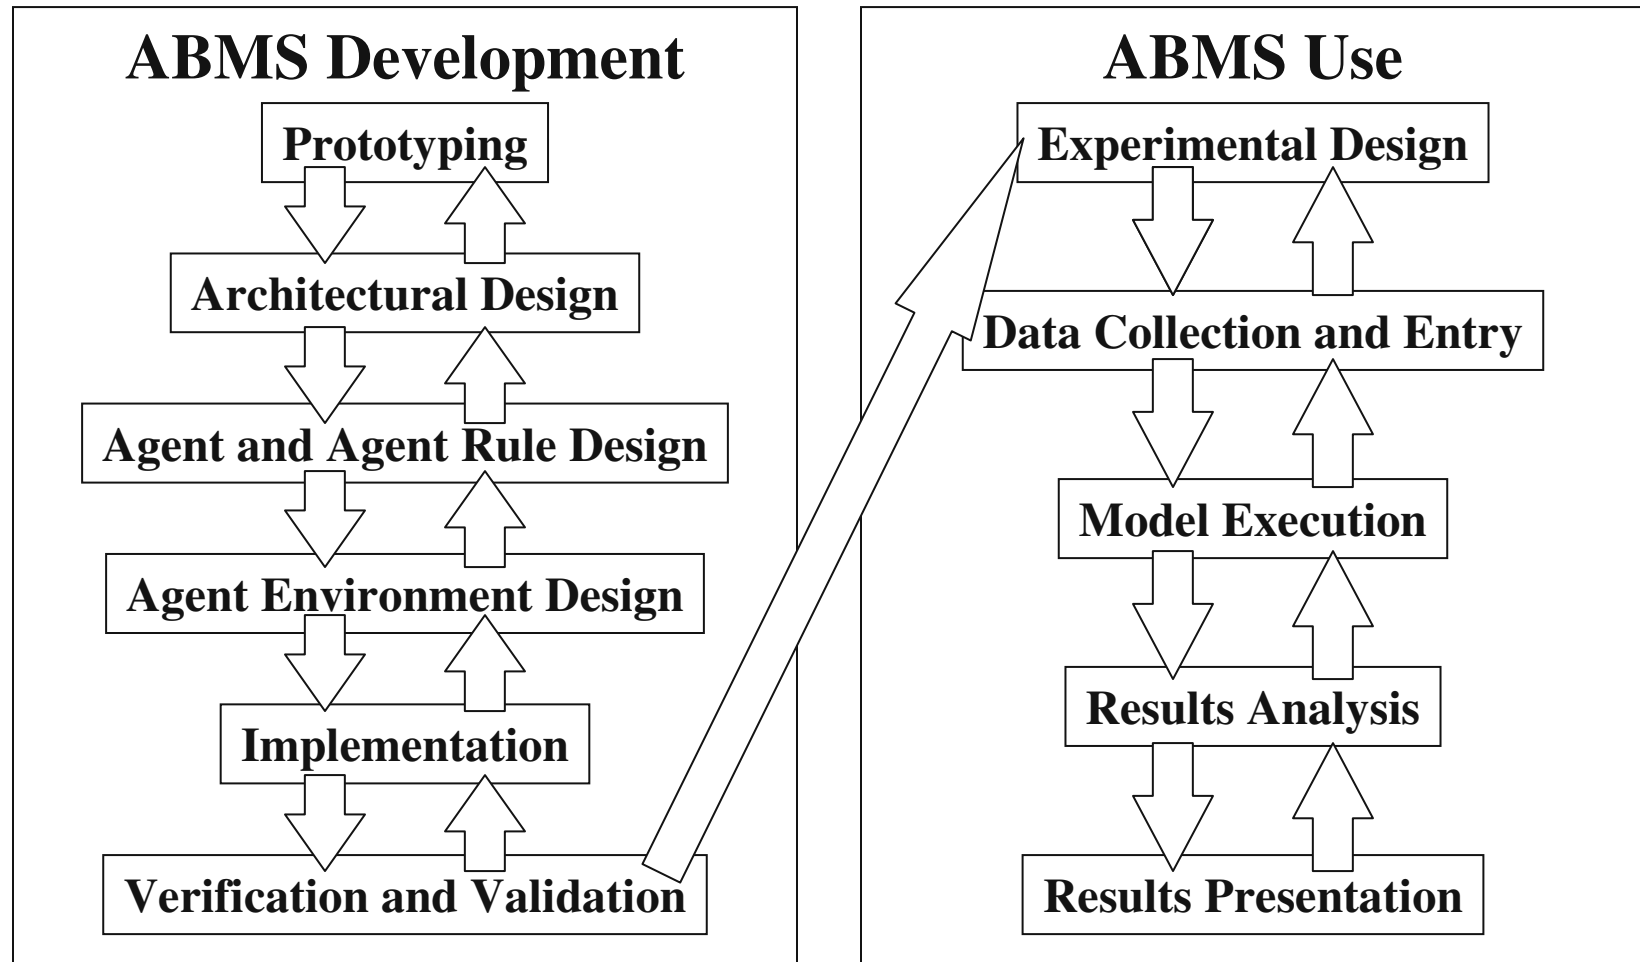 ABMS Development
Prototyping
Architectural Design
Agent and Agent Rule Design
Agent Environment Design
Implementation
Verification and Validation
ABMS Use
Experimental Design
Data Collection and Entry
Model Execution
Results Analysis
Results Presentation